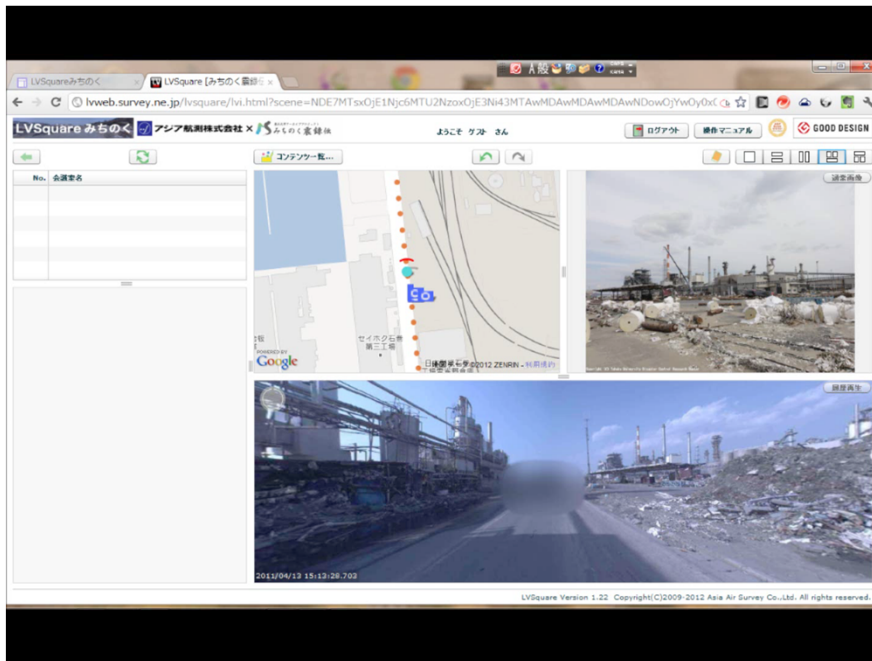 LVSquareみちのく
LVSquare [みちのく震録伝
A 般
lvweb.survey.ne.jp/lvsquare/lvi.html?scene=
LVSquare みちのく
アジア航測株式会社 × みちのく震録伝
ようこそ ゲスト さん
ログアウト
操作マニュアル
GOOD DESIGN
コンテンツ一覧...
No. 会議室名
調査画像
セイホク石巻
第三工場
POWERED BY
Google
©2012 ZENRIN - 利用規約
2011/04/13 15:13:28.703
LVSquare Version 1.22 Copyright(C)2009-2012 Asia Air Survey Co.,Ltd. All rights reserved.